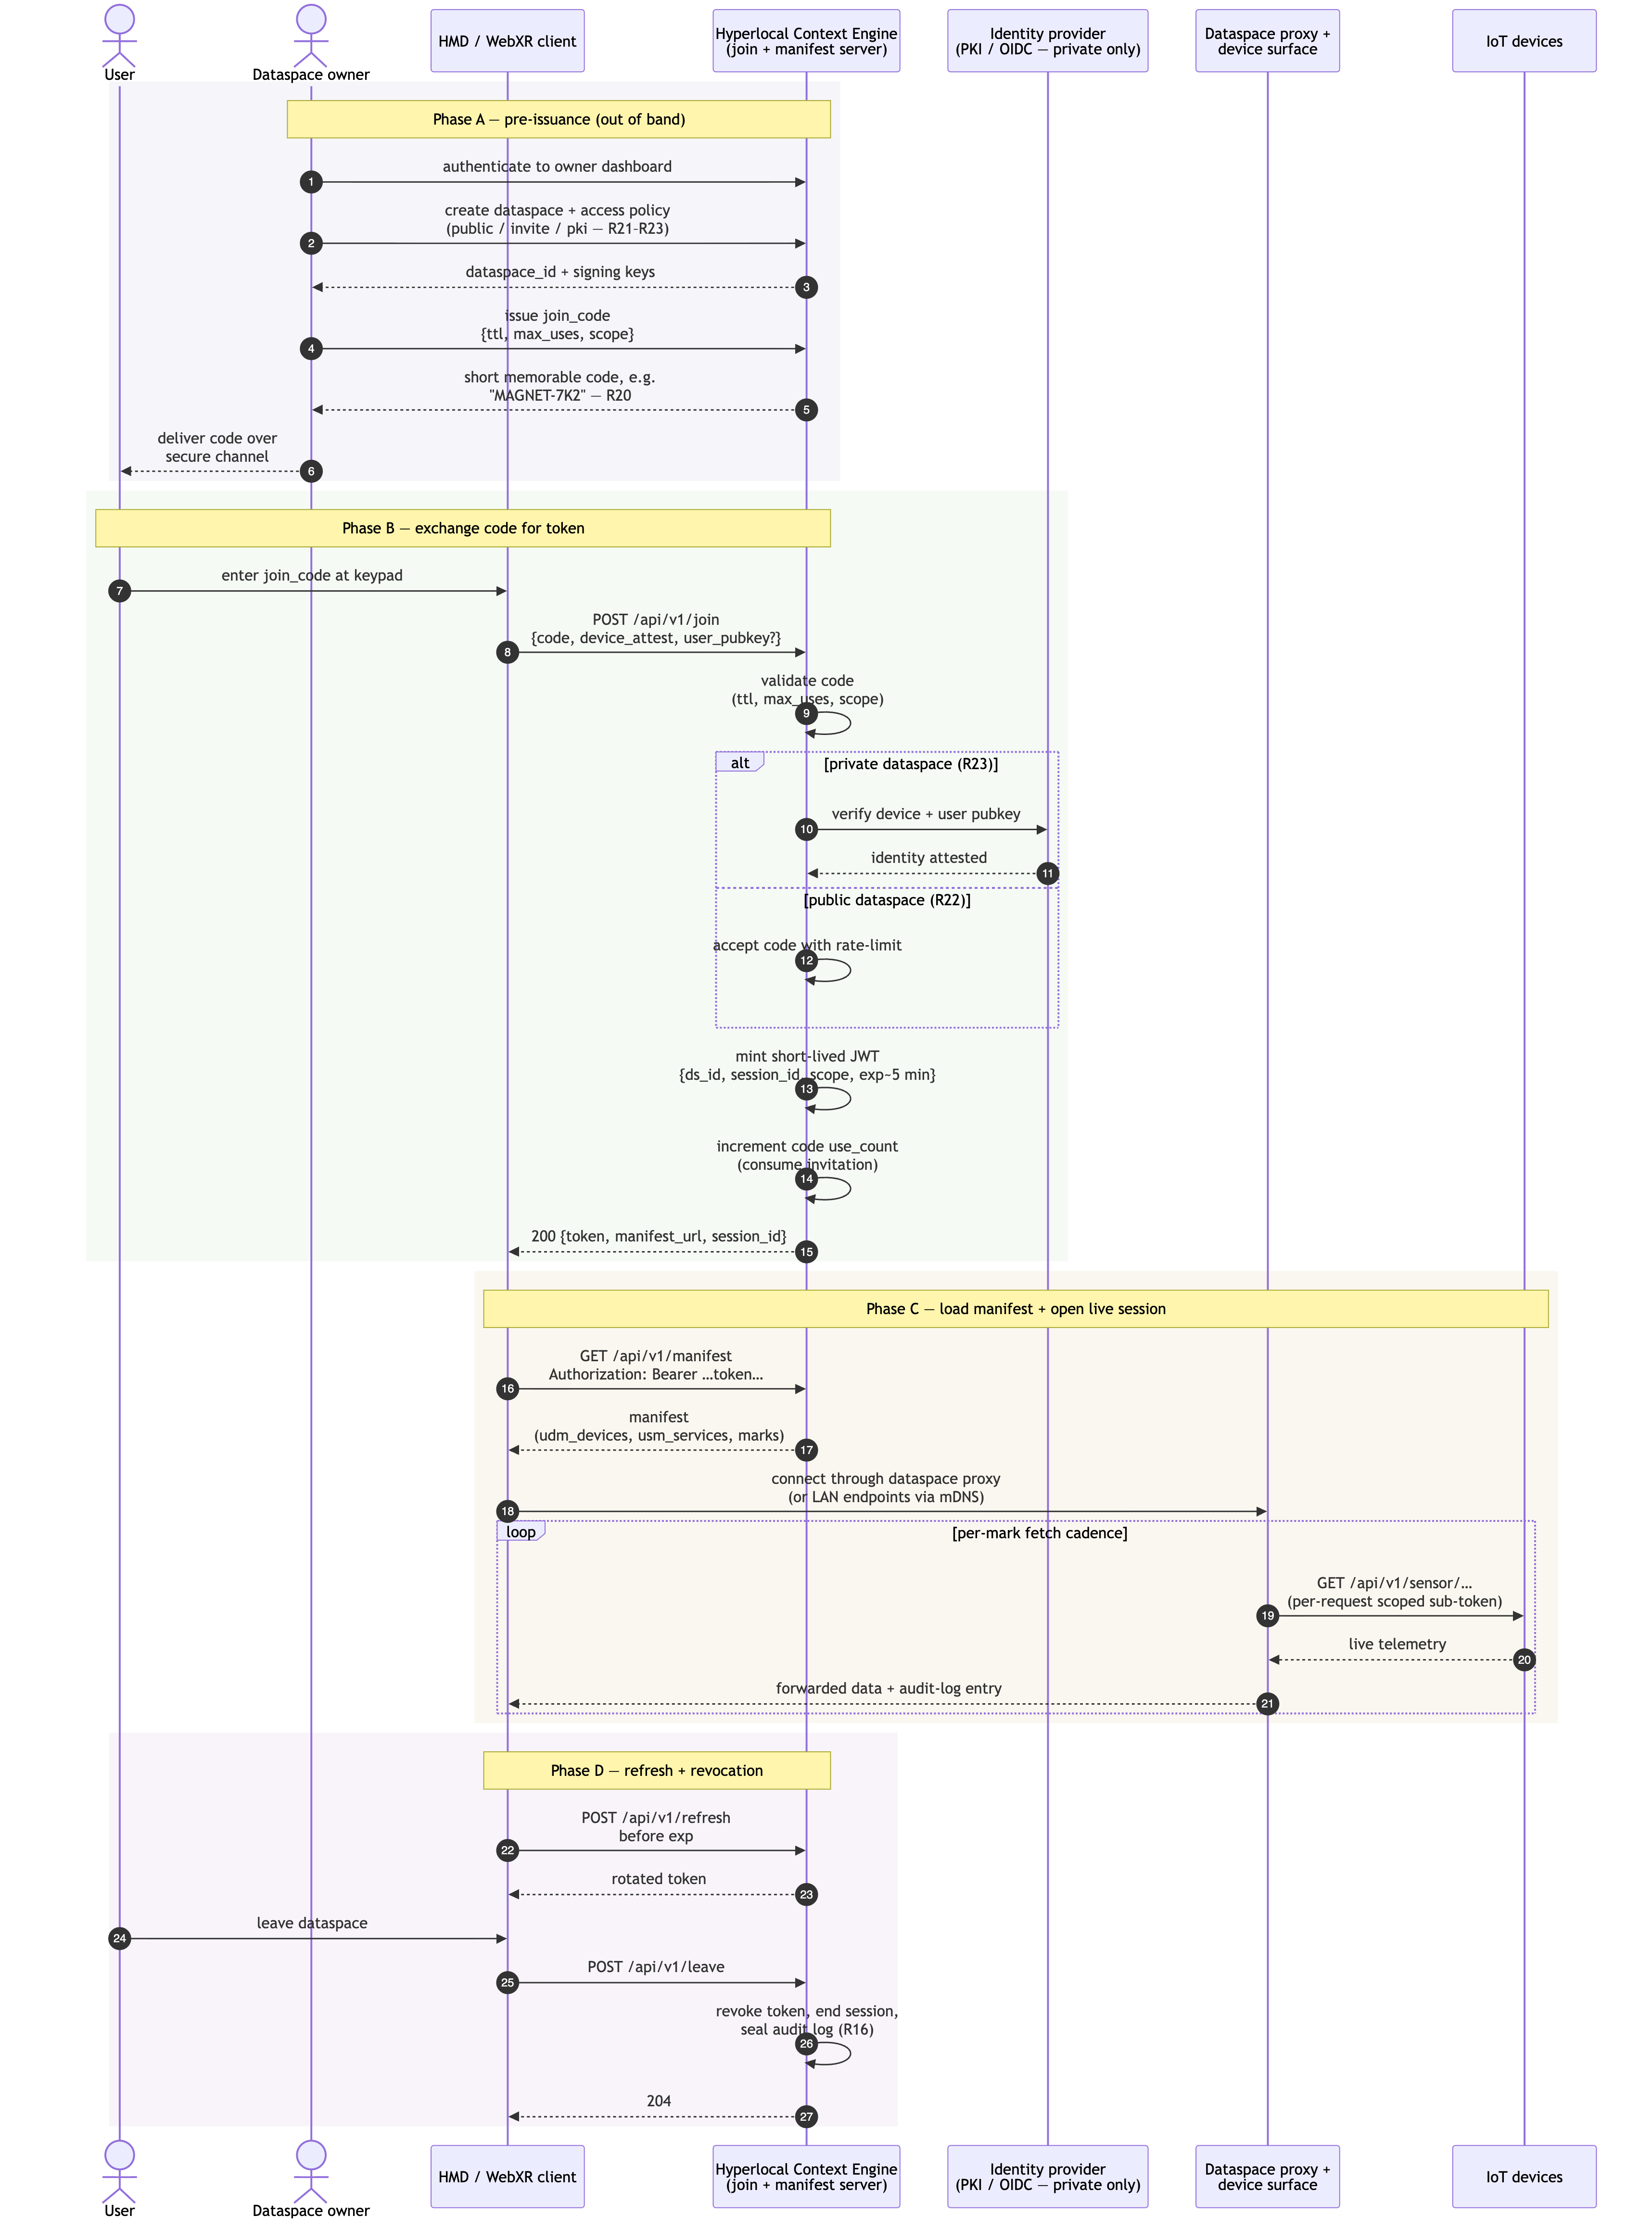 User
Dataspace owner
HMD / WebXR client
Hyperlocal Context Engine
(join + manifest server)
Identity provider
(PKI / OIDC — private only)
Dataspace proxy +
device surface
IoT devices
Phase A — pre-issuance (out of band)
authenticate to owner dashboard
1
create dataspace + access policy
(public / invite / pki — R21-R23)
2
dataspace_id + signing keys
3
issue join_code
{ttl, max_uses, scope}
4
short memorable code, e.g.
"MAGNET-7K2" — R20
5
deliver code over
secure channel
6
Phase B — exchange code for token
enter join_code at keypad
7
POST /api/v1/join
{code, device_attest, user_pubkey?}
8
validate code
(ttl, max_uses, scope)
9
alt
[private dataspace (R23)]
verify device + user pubkey
10
identity attested
11
[public dataspace (R22)]
accept code with rate-limit
12
mint short-lived JWT
{ds_id, session_id, scope, exp~5 min}
13
increment code use_count
(consume invitation)
14
200 {token, manifest_url, session_id}
15
Phase C — load manifest + open live session
GET /api/v1/manifest
Authorization: Bearer …token…
16
manifest
(udm_devices, usm_services, marks)
17
connect through dataspace proxy
(or LAN endpoints via mDNS)
18
loop
[per-mark fetch cadence]
GET /api/v1/sensor/…
(per-request scoped sub-token)
19
live telemetry
20
forwarded data + audit-log entry
21
Phase D — refresh + revocation
POST /api/v1/refresh
before exp
22
rotated token
23
leave dataspace
24
POST /api/v1/leave
25
revoke token, end session,
seal audit log (R16)
26
204
27
User
Dataspace owner
HMD / WebXR client
Hyperlocal Context Engine
(join + manifest server)
Identity provider
(PKI / OIDC — private only)
Dataspace proxy +
device surface
IoT devices